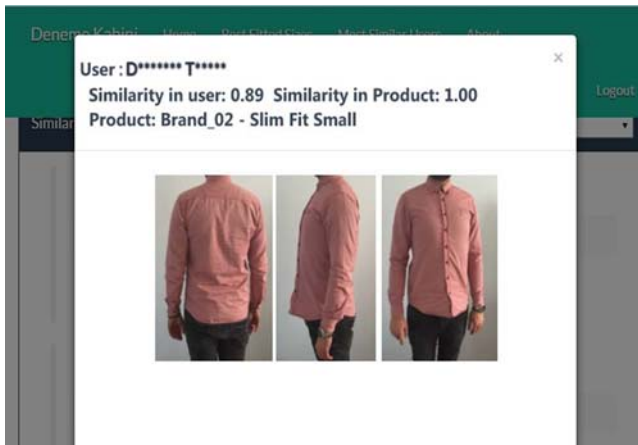 Deneme Kabini Home Best Fitted Sizes Most Similar Users About
×
User : D******* T*****
Similarity in user: 0.89 Similarity in Product: 1.00
Logout
Product: Brand_02 - Slim Fit Small
Similar